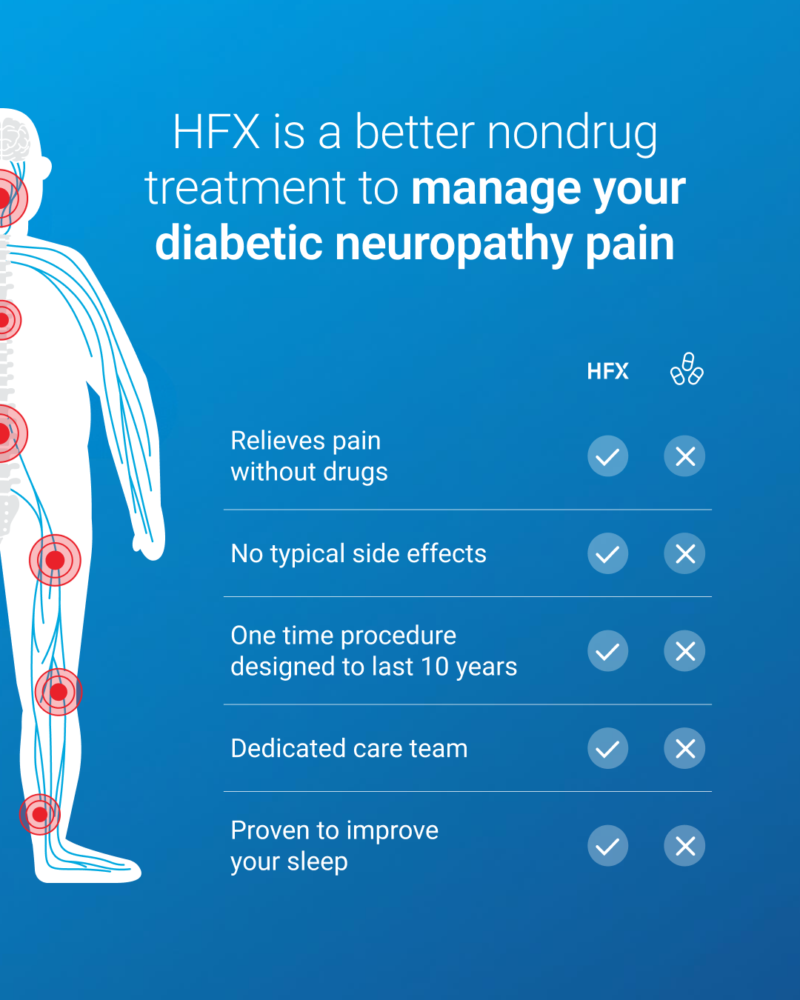 HFX is a better nondrug
treatment to manage your
diabetic neuropathy pain
HFX
Relieves pain
without drugs
No typical side effects
One time procedure
designed to last 10 years
Dedicated care team
Proven to improve
your sleep